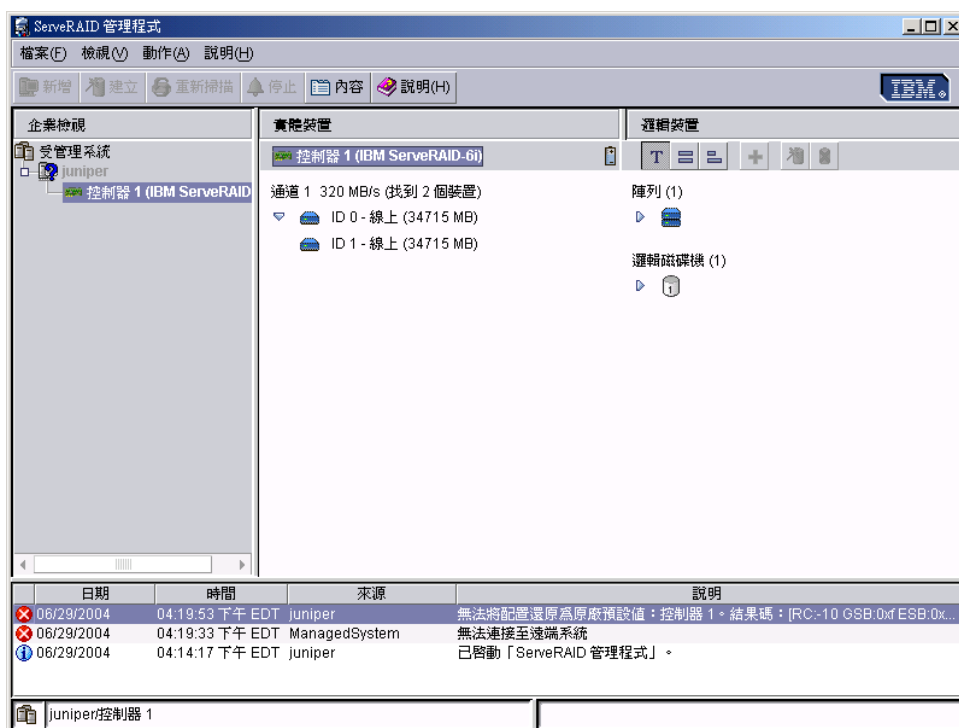 ServeRAID 管理程式
檔案(F) 檢視(V) 動作(A) 說明(H)
新增 建立 重新掃描 停止 內容 說明(H)
IBM
企業檢視
受管理系統
juniper
控制器 1 (IBM ServeRAID
實體裝置
控制器 1 (IBM ServeRAID-6i)
通道 1 320 MB/s (找到 2 個裝置)
ID 0 - 線上 (34715 MB)
ID 1 - 線上 (34715 MB)
邏輯裝置
T
陣列 (1)
邏輯磁碟機 (1)
1
日期 時間 來源 說明
06/29/2004 04:19:53 下午 EDT juniper 無法將配置還原為原廠預設值：控制器 1。結果碼：[RC:-10 GSB:0xf ESB:0x...
06/29/2004 04:19:33 下午 EDT ManagedSystem 無法連接至遠端系統
06/29/2004 04:14:17 下午 EDT juniper 已啟動「ServeRAID 管理程式」。
juniper/控制器 1